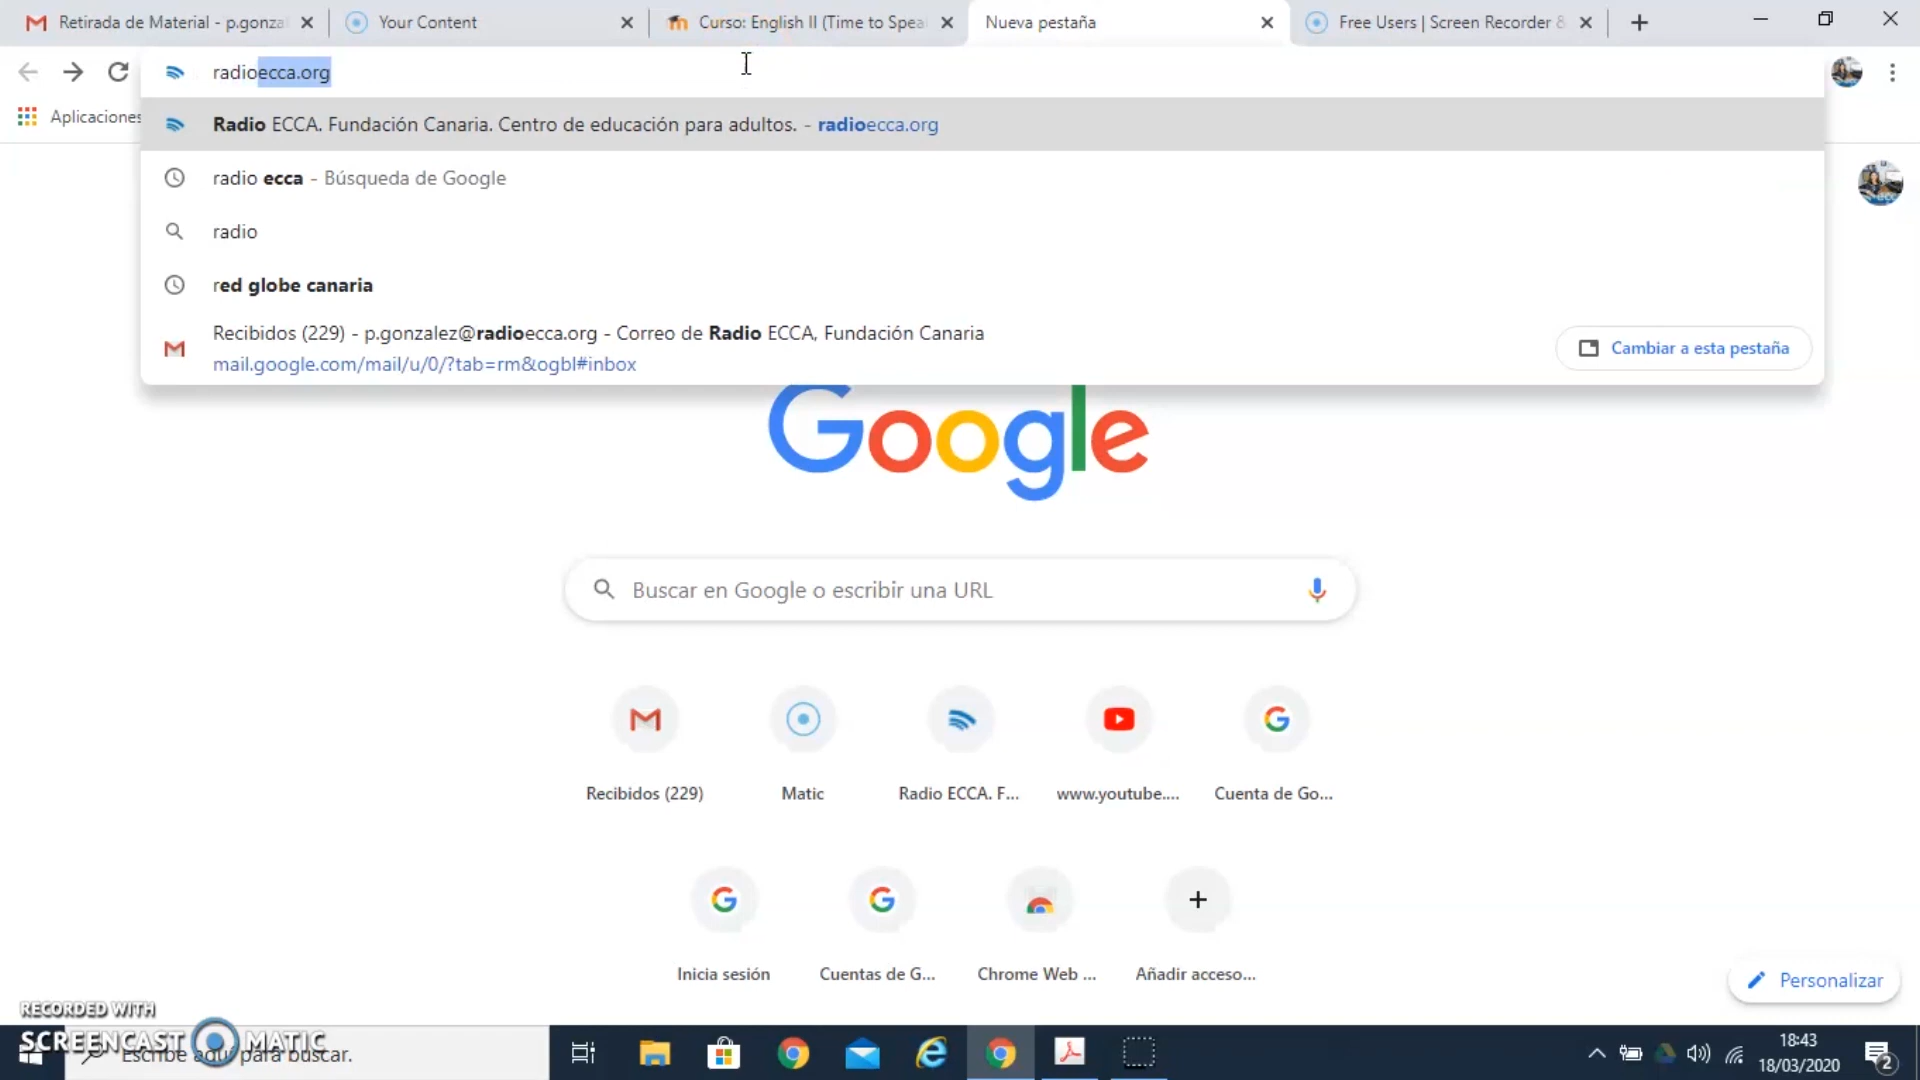 Retirada de Material - p.gonza
Your Content
Curso: English II (Time to Spea
Nueva pestaña
Free Users | Screen Recorder &
radioecca.org
Aplicaciones
Radio ECCA. Fundación Canaria. Centro de educación para adultos. - radioecca.org
radio ecca - Búsqueda de Google
radio
red globe canaria
Recibidos (229) - p.gonzalez@radioecca.org - Correo de Radio ECCA, Fundación Canaria
mail.google.com/mail/u/0/?tab=rm&ogbl#inbox
Cambiar a esta pestaña
Google
Buscar en Google o escribir una URL
Recibidos (229)
Matic
Radio ECCA. F...
www.youtube....
Cuenta de Go...
Inicia sesión
Cuentas de G...
Chrome Web ...
Añadir acceso...
Personalizar
RECORDED WITH
SCREENCAST MATIC
Escribe aquí para buscar.
18:43
18/03/2020
2